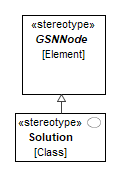 «stereotype»
GSNNode
[Element]
«stereotype»
Solution
[Class]